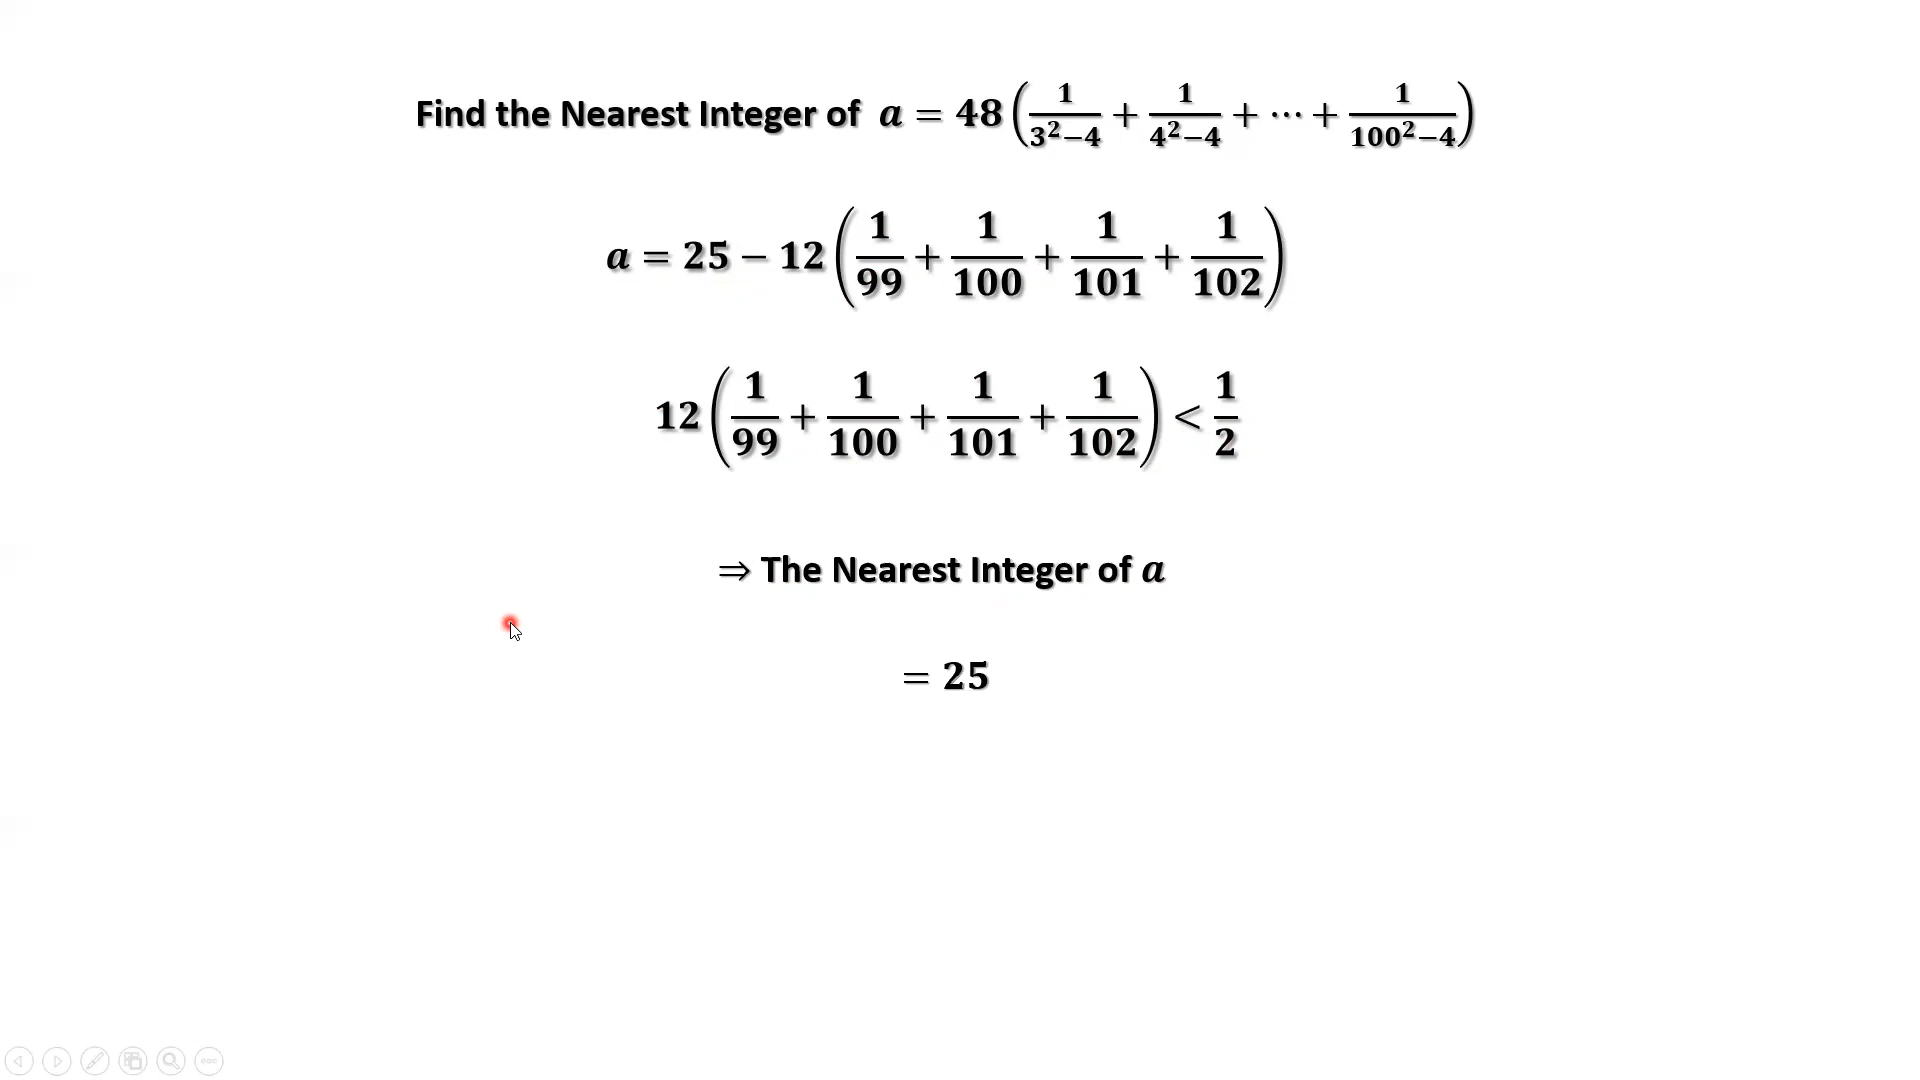 Find the Nearest Integer of a = 48(1/(3²−4) + 1/(4²−4) + ⋯ + 1/(100²−4))
a = 25 − 12(1/99 + 1/100 + 1/101 + 1/102)
12(1/99 + 1/100 + 1/101 + 1/102) < 1/2
⇒ The Nearest Integer of a
= 25